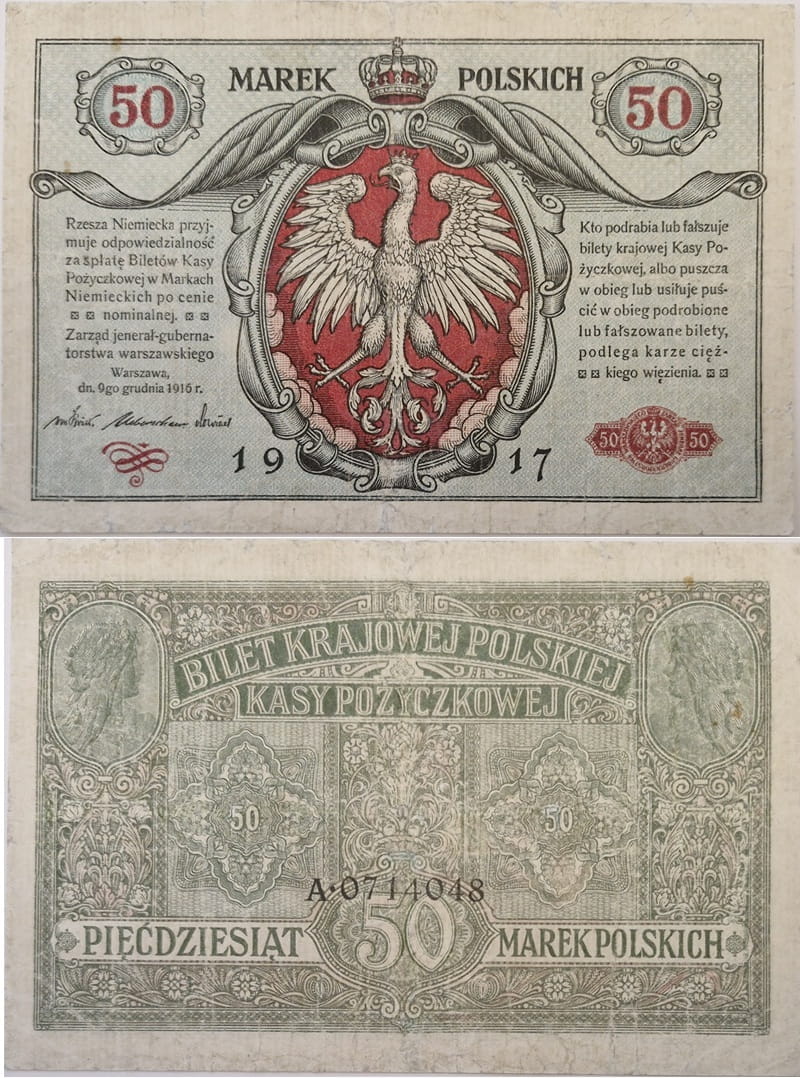 MAREK POLSKICH
50 50
Rzesza Niemiecka przyj-
muje odpowiedzialność
za spłatę Biletów Kasy
Pożyczkowej w Markach
Niemieckich po cenie
nominalnej.
Zarząd jenerał-guberna-
torstwa warszawskiego
Warszawa,
dn. 9go grudnia 1916 r.
Kto podrabia lub fałszuje
bilety krajowej Kasy Po-
życzkowej, albo puszcza
w obieg lub usiłuje puś-
cić w obieg podrobione
lub fałszowane bilety,
podlega karze cięż-
kiego więzienia.
50 50
1917
BILET KRAJOWEJ POLSKIEJ
KASY POŻYCZKOWEJ
50 50
A·0714048
50
PIĘĆDZIESIĄT MAREK POLSKICH